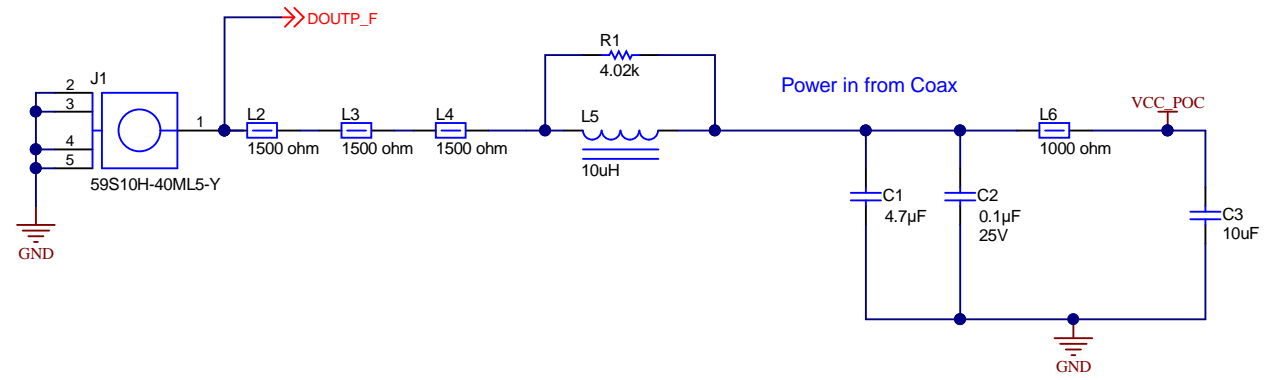 DOUTP_F
R1
4.02k
J1
2
3
4
5
1
59S10H-40ML5-Y
GND
L2
1500 ohm
L3
1500 ohm
L4
1500 ohm
L5
10uH
Power in from Coax
L6
1000 ohm
VCC_POC
C1
4.7µF
C2
0.1µF
25V
C3
10uF
GND